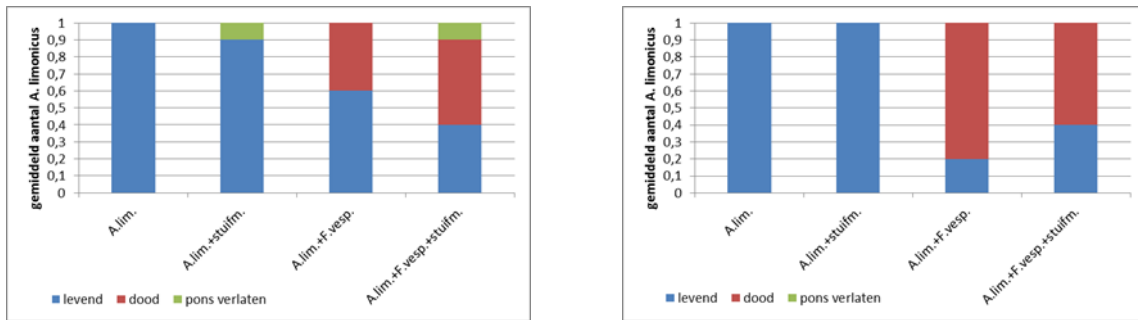 gemiddeld aantal A. limonicus
1
0,9
0,8
0,7
0,6
0,5
0,4
0,3
0,2
0,1
0
A.lim.
A.lim.+stuifm.
A.lim.+F.vesp.
A.lim.+F.vesp.+stuifm.
levend dood pons verlaten
gemiddeld aantal A. limonicus
1
0,9
0,8
0,7
0,6
0,5
0,4
0,3
0,2
0,1
0
A.lim.
A.lim.+stuifm.
A.lim.+F.vesp.
A.lim.+F.vesp.+stuifm.
levend dood pons verlaten